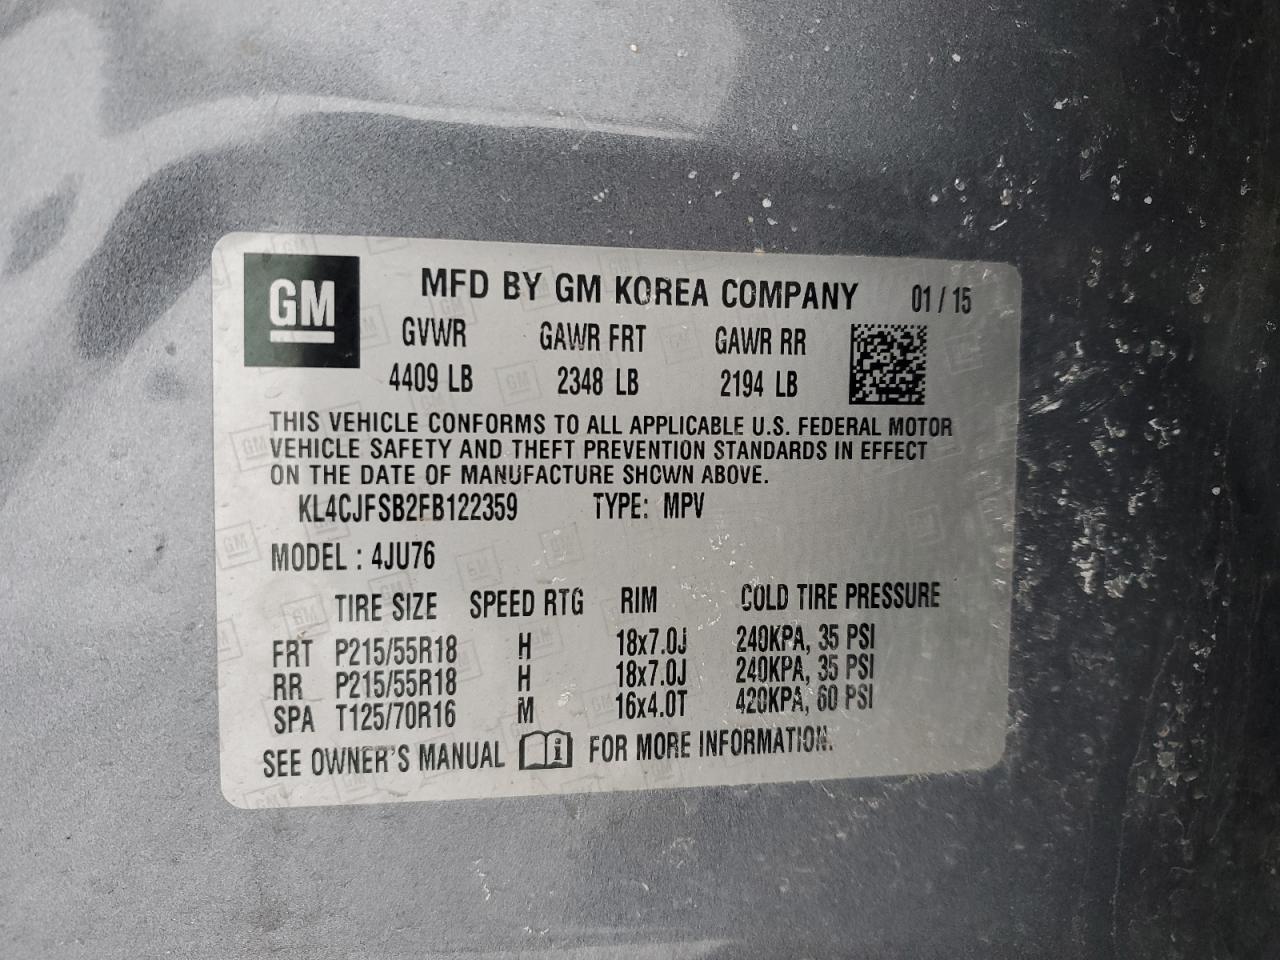 GM
MFD BY GM KOREA COMPANY 01 / 15
GVWR GAWR FRT GAWR RR
4409 LB 2348 LB 2194 LB
THIS VEHICLE CONFORMS TO ALL APPLICABLE U.S. FEDERAL MOTOR
VEHICLE SAFETY AND THEFT PREVENTION STANDARDS IN EFFECT
ON THE DATE OF MANUFACTURE SHOWN ABOVE.
KL4CJFSB2FB122359 TYPE: MPV
MODEL : 4JU76
TIRE SIZE SPEED RTG RIM COLD TIRE PRESSURE
FRT P215/55R18 H 18x7.0J 240KPA, 35 PSI
RR P215/55R18 H 18x7.0J 240KPA, 35 PSI
SPA T125/70R16 M 16x4.0T 420KPA, 60 PSI
SEE OWNER'S MANUAL FOR MORE INFORMATION.